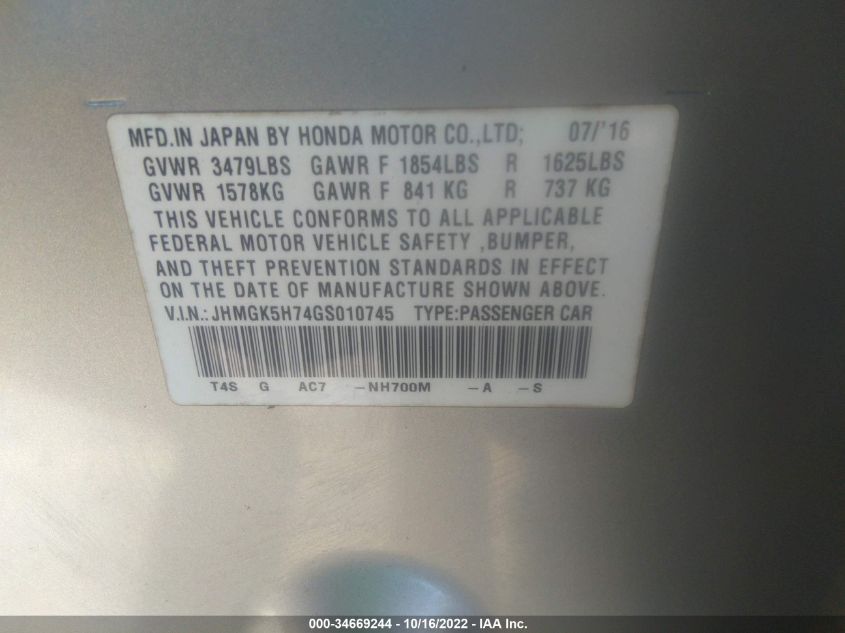 MFD.IN JAPAN BY HONDA MOTOR CO.,LTD; 07/'16
GVWR 3479LBS GAWR F 1854LBS R 1625LBS
GVWR 1578KG GAWR F 841 KG R 737 KG
THIS VEHICLE CONFORMS TO ALL APPLICABLE
FEDERAL MOTOR VEHICLE SAFETY ,BUMPER,
AND THEFT PREVENTION STANDARDS IN EFFECT
ON THE DATE OF MANUFACTURE SHOWN ABOVE.
V.I.N.: JHMGK5H74GS010745 TYPE:PASSENGER CAR
T4S G AC7 -NH700M -A -S
000-34669244 - 10/16/2022 - IAA Inc.